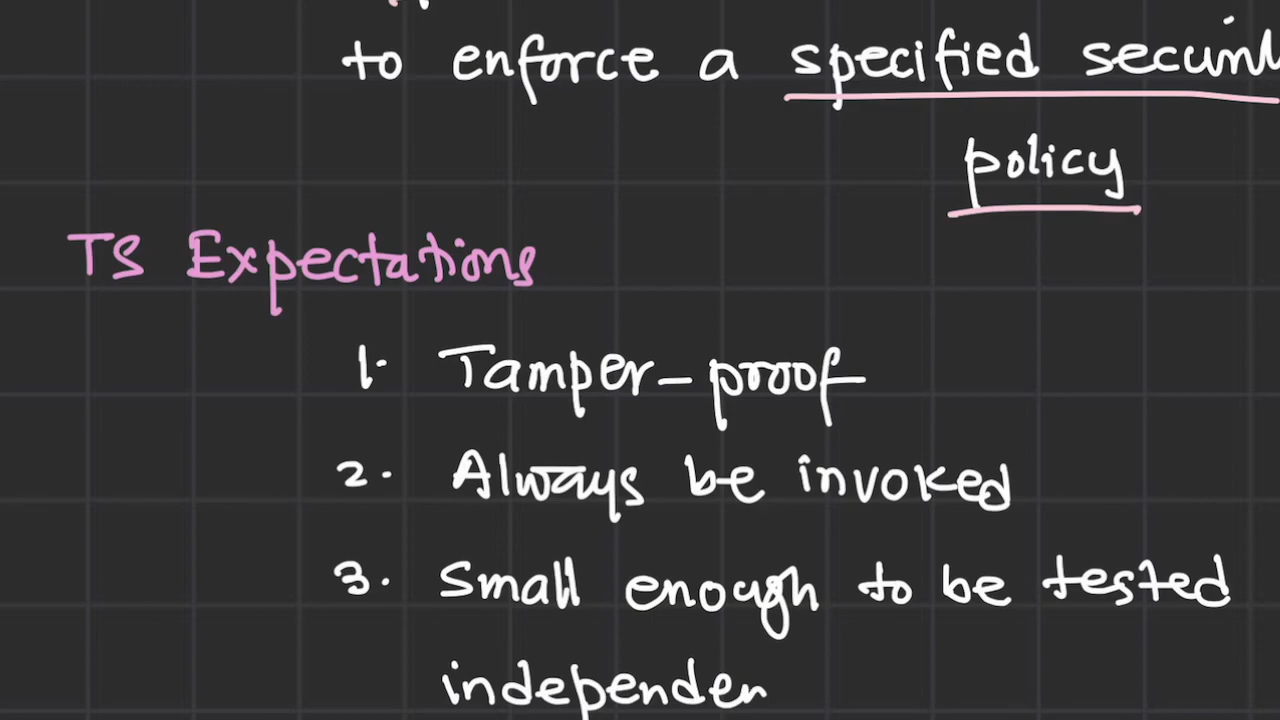 to enforce a specified
policy
TS Expectations
1. Tamper-proof
2. Always be invoked
3. Small enough to be tested
independen